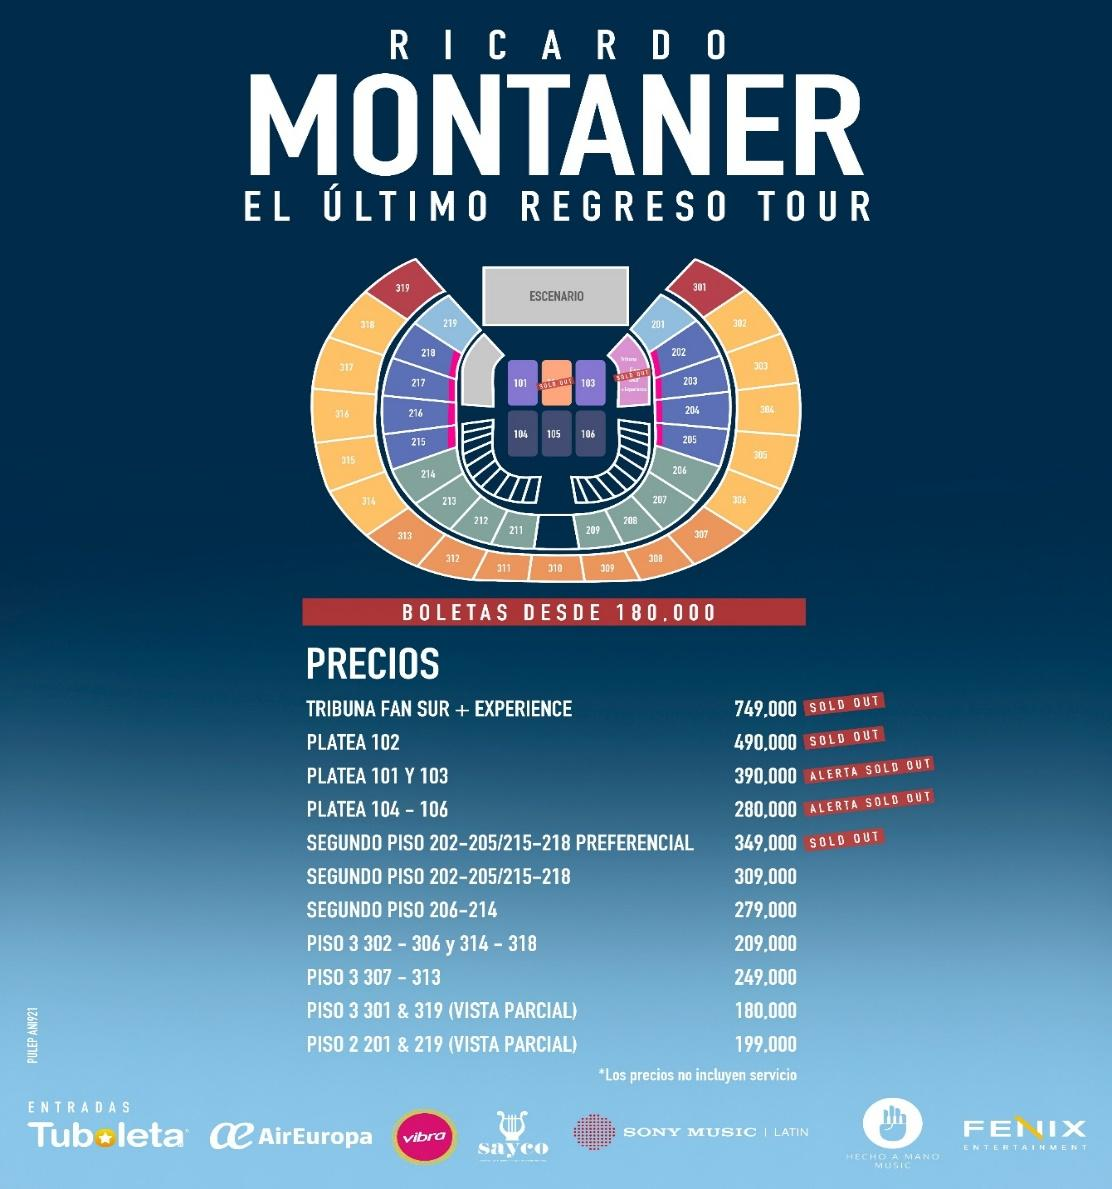 RICARDO
MONTANER
EL ÚLTIMO REGRESO TOUR
ESCENARIO
319
301
318
219
201
302
218
202
317
217
101
SOLD OUT
103
Tribuna
Fan
SOLD OUT
+ Experience
203
303
316
216
204
304
215
104
105
106
205
315
214
206
305
314
213
207
306
212
211
209
208
313
307
312
308
311
310
309
BOLETAS DESDE 180,000
PRECIOS
TRIBUNA FAN SUR + EXPERIENCE 749,000 SOLD OUT
PLATEA 102 490,000 SOLD OUT
PLATEA 101 Y 103 390,000 ALERTA SOLD OUT
PLATEA 104 - 106 280,000 ALERTA SOLD OUT
SEGUNDO PISO 202-205/215-218 PREFERENCIAL 349,000 SOLD OUT
SEGUNDO PISO 202-205/215-218 309,000
SEGUNDO PISO 206-214 279,000
PISO 3 302 - 306 y 314 - 318 209,000
PISO 3 307 - 313 249,000
PISO 3 301 & 319 (VISTA PARCIAL) 180,000
PISO 2 201 & 219 (VISTA PARCIAL) 199,000
*Los precios no incluyen servicio
PULEP ANI921
ENTRADAS
Tuboleta
AirEuropa
vibra
sayco
SONY MUSIC | LATIN
HECHO A MANO
MUSIC
FENIX
ENTERTAINMENT